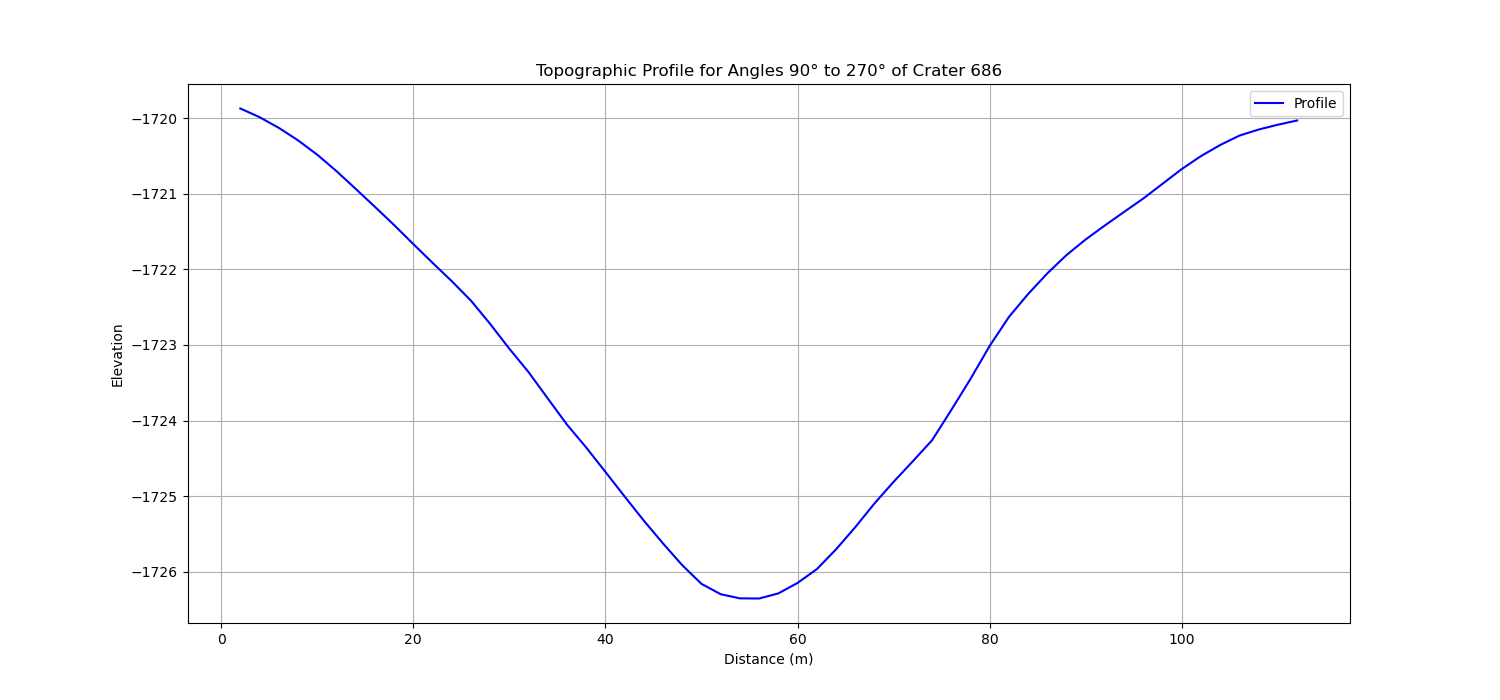 Topographic Profile for Angles 90° to 270° of Crater 686
Profile
−1720
−1721
−1722
−1723
−1724
−1725
−1726
Elevation
0 20 40 60 80 100
Distance (m)